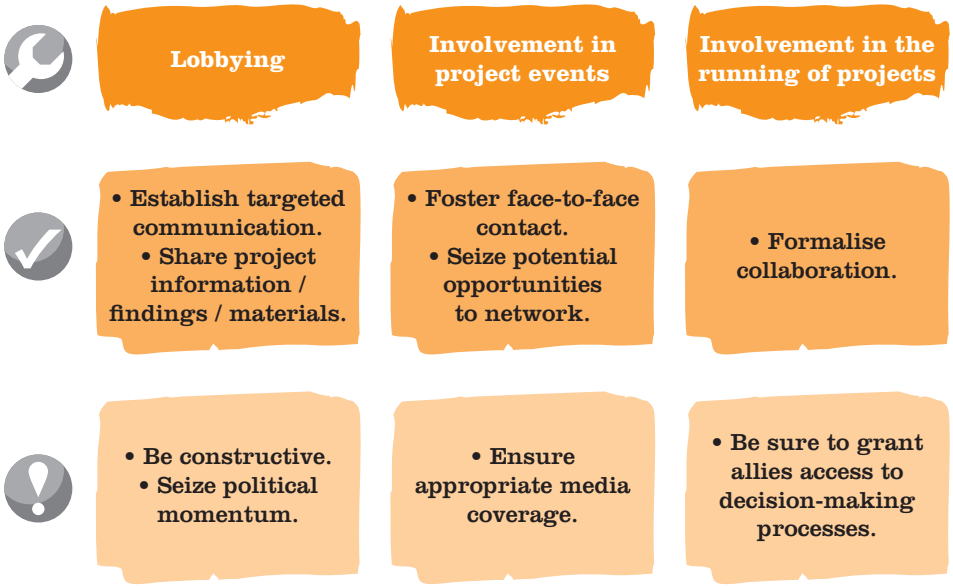 Lobbying
Involvement in
project events
Involvement in the
running of projects
• Establish targeted
communication.
• Share project
information /
findings / materials.
• Foster face-to-face
contact.
• Seize potential
opportunities
to network.
• Formalise
collaboration.
• Be constructive.
• Seize political
momentum.
• Ensure
appropriate media
coverage.
• Be sure to grant
allies access to
decision-making
processes.